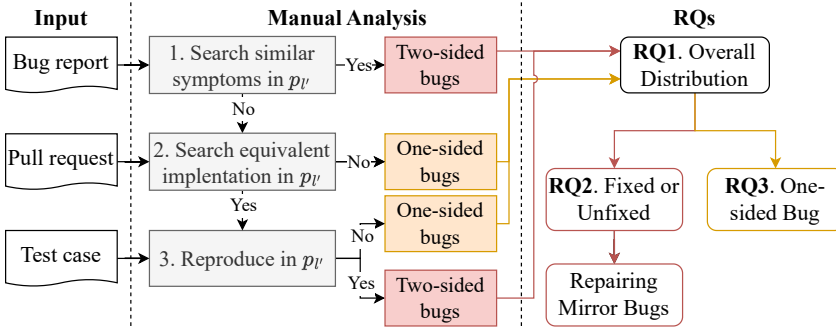 Input
Manual Analysis
RQs
Bug report
1. Search similar
symptoms in p_l'
Yes
Two-sided
bugs
RQ1. Overall
Distribution
No
Pull request
2. Search equivalent
implentation in p_l'
No
One-sided
bugs
RQ2. Fixed or
Unfixed
RQ3. One-
sided Bug
Yes
One-sided
bugs
No
Test case
3. Reproduce in p_l'
Yes
Two-sided
bugs
Repairing
Mirror Bugs